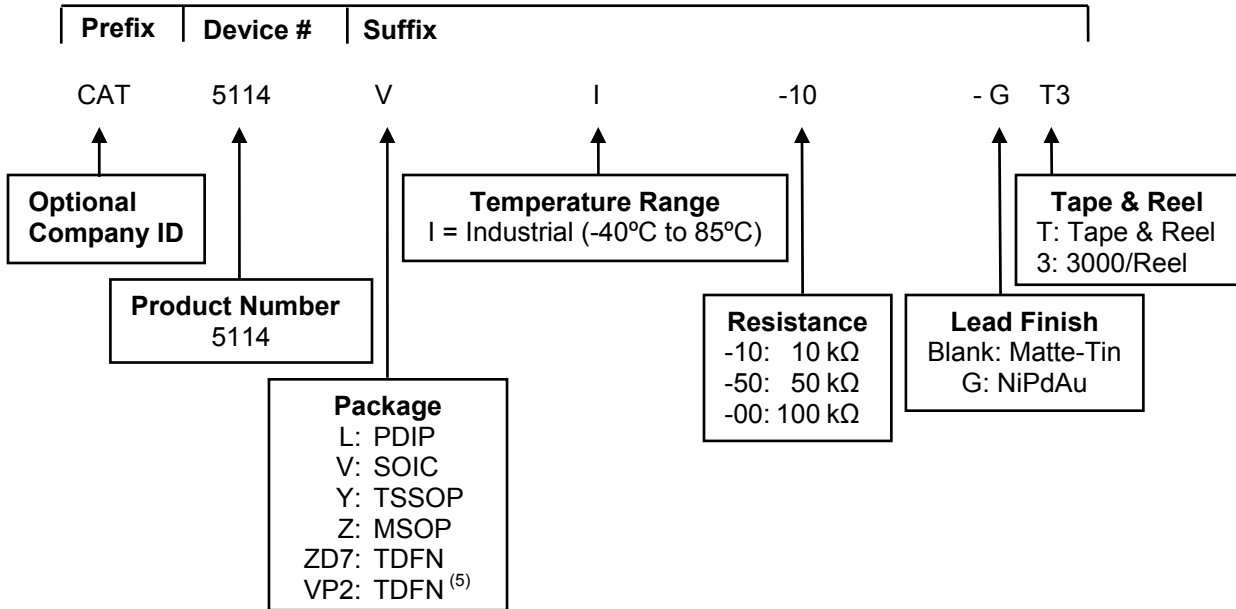 Prefix Device # Suffix
CAT 5114 V I -10 - G T3
Optional
Company ID
Product Number
5114
Package
L: PDIP
V: SOIC
Y: TSSOP
Z: MSOP
ZD7: TDFN
VP2: TDFN (5)
Temperature Range
I = Industrial (-40ºC to 85ºC)
Resistance
-10: 10 kΩ
-50: 50 kΩ
-00: 100 kΩ
Lead Finish
Blank: Matte-Tin
G: NiPdAu
Tape & Reel
T: Tape & Reel
3: 3000/Reel